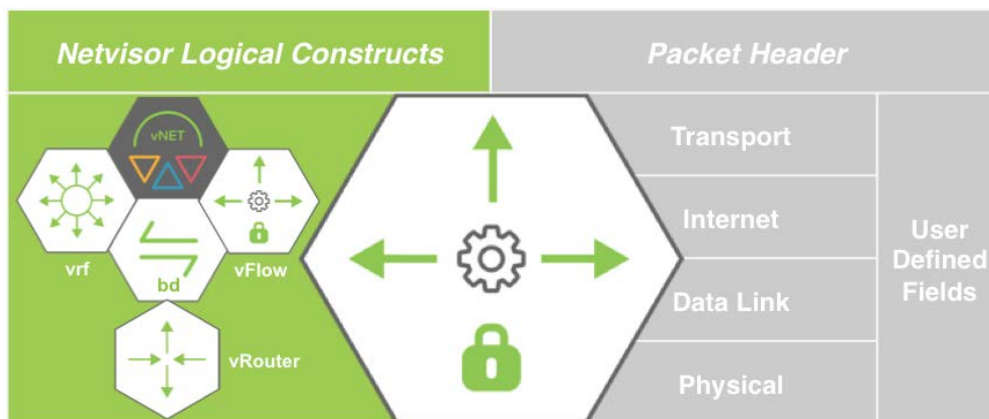 Netvisor Logical Constructs
Packet Header
vNET
vrf
bd
vFlow
vRouter
Transport
Internet
Data Link
Physical
User
Defined
Fields